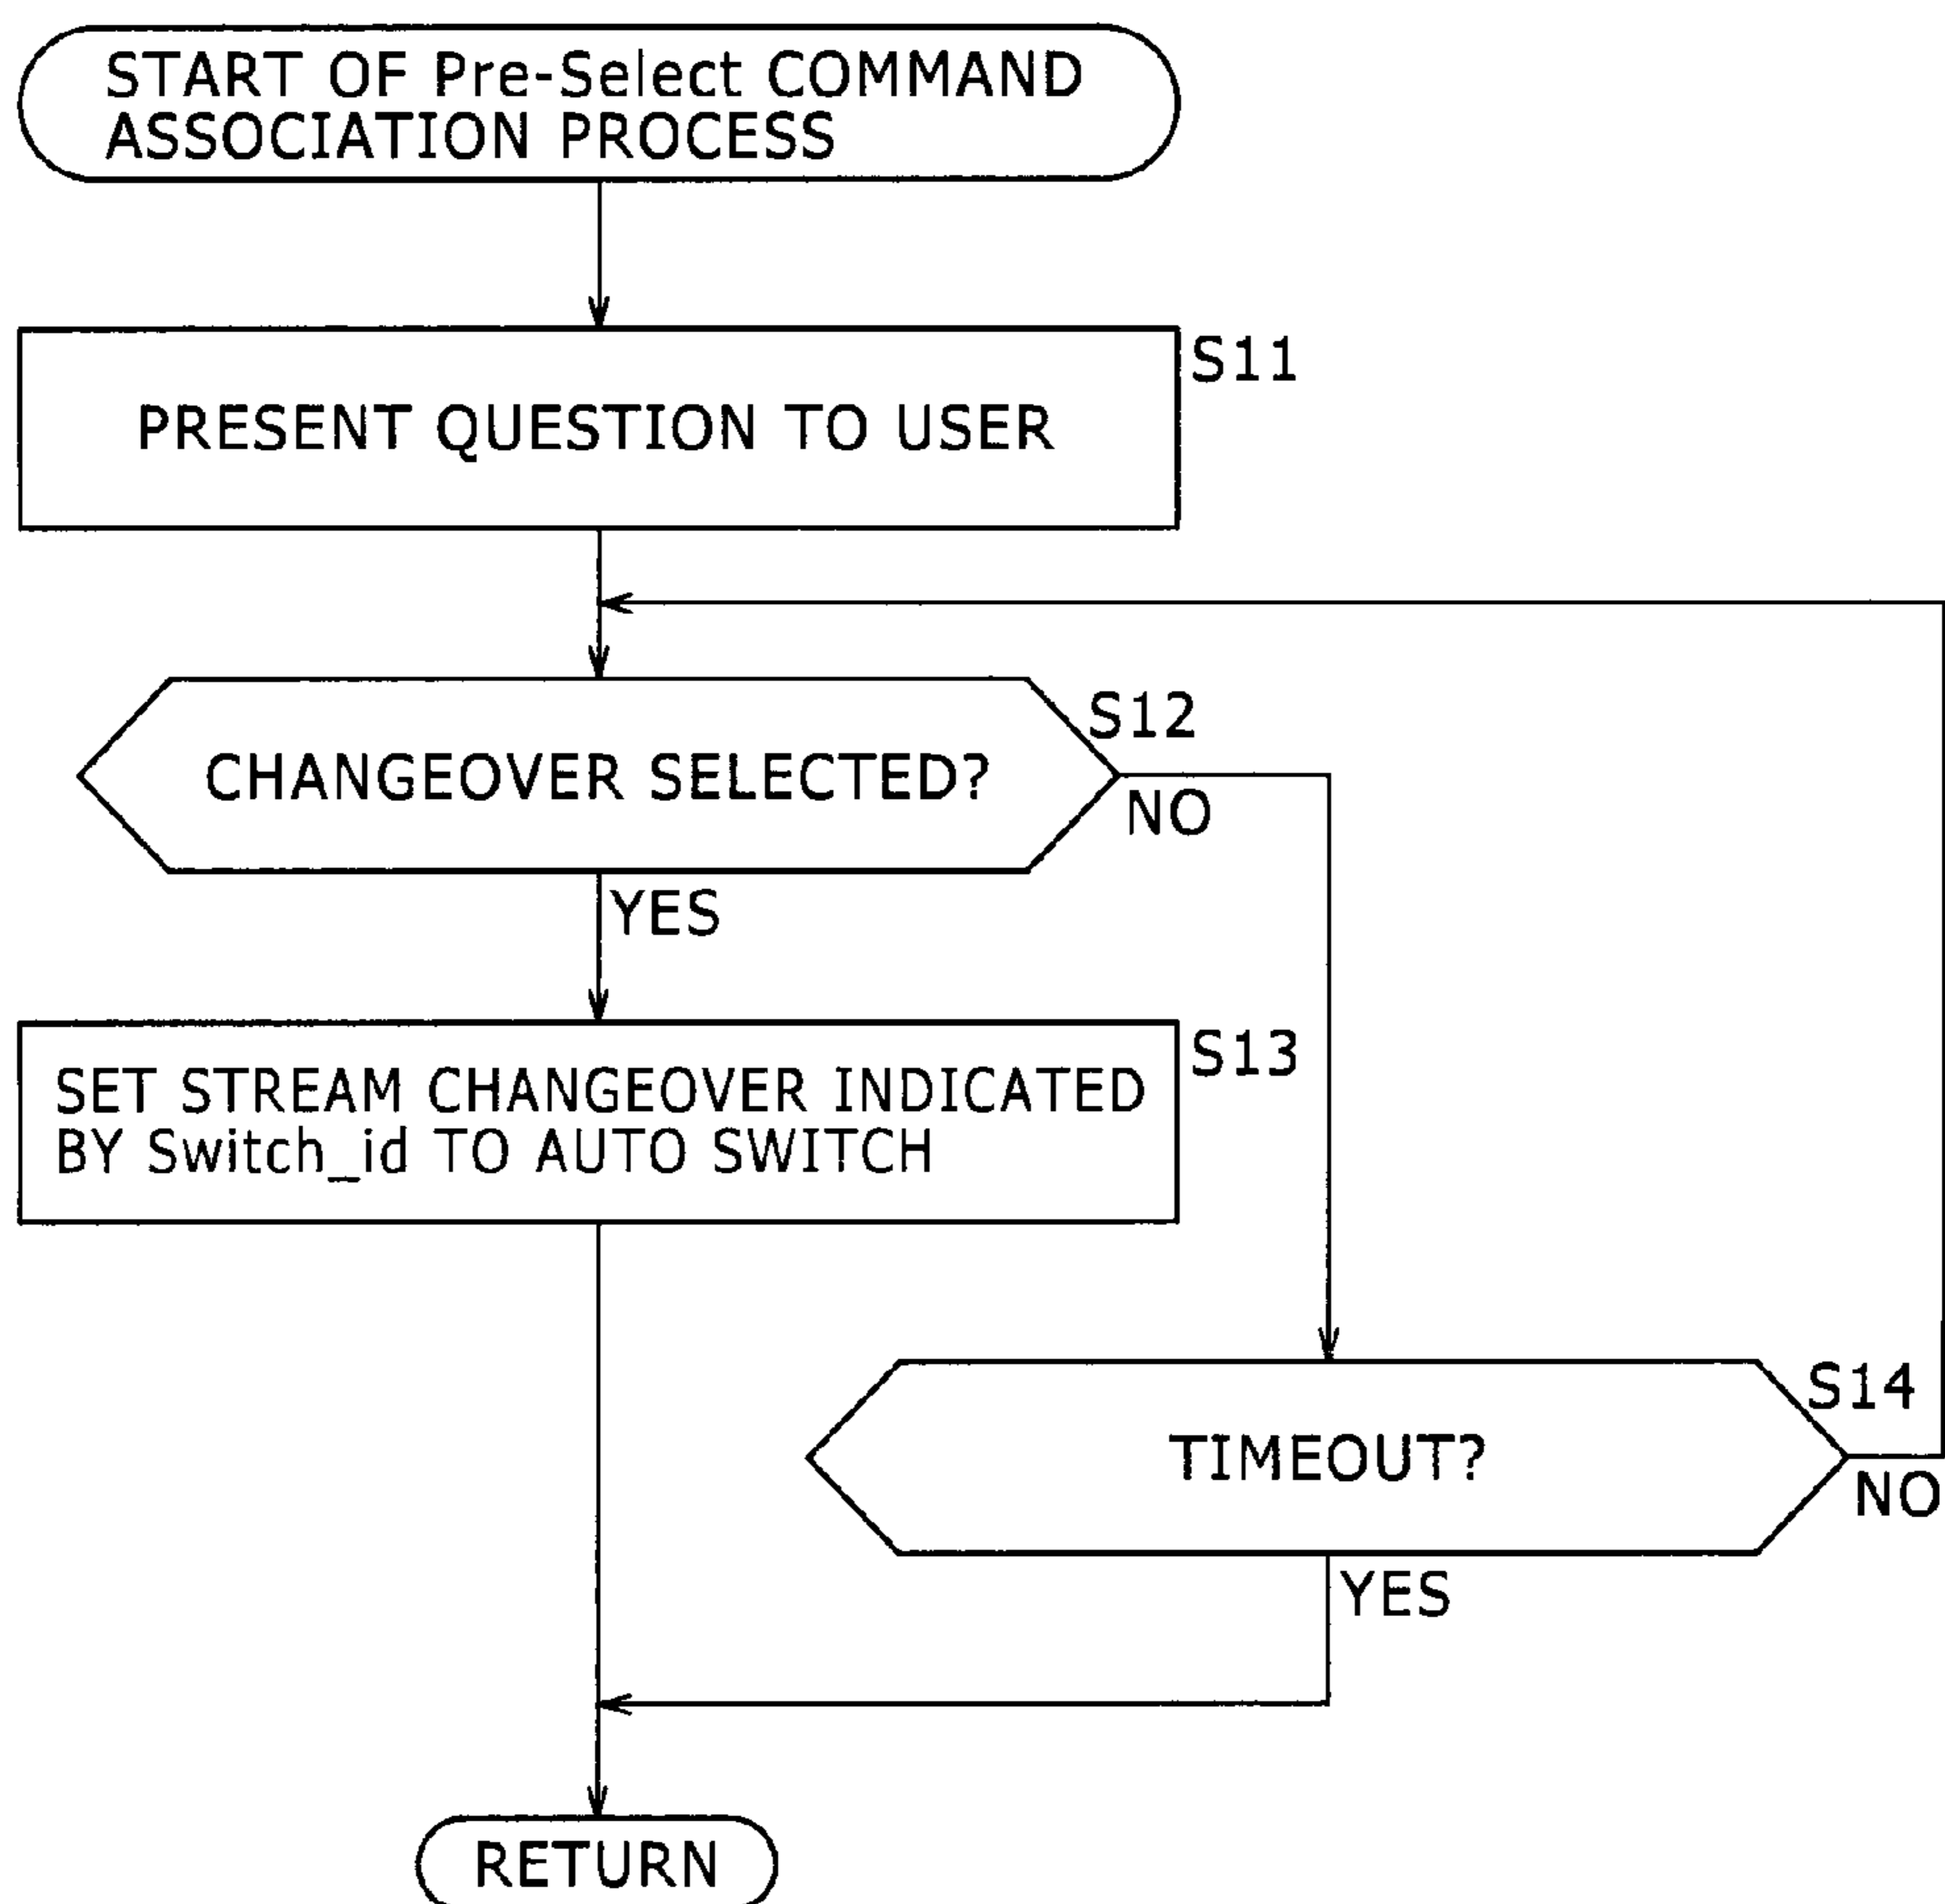 START OF Pre-Select COMMAND
ASSOCIATION PROCESS
S11
PRESENT QUESTION TO USER
S12
CHANGEOVER SELECTED?
NO
YES
S13
SET STREAM CHANGEOVER INDICATED
BY Switch_id TO AUTO SWITCH
S14
TIMEOUT?
NO
YES
RETURN